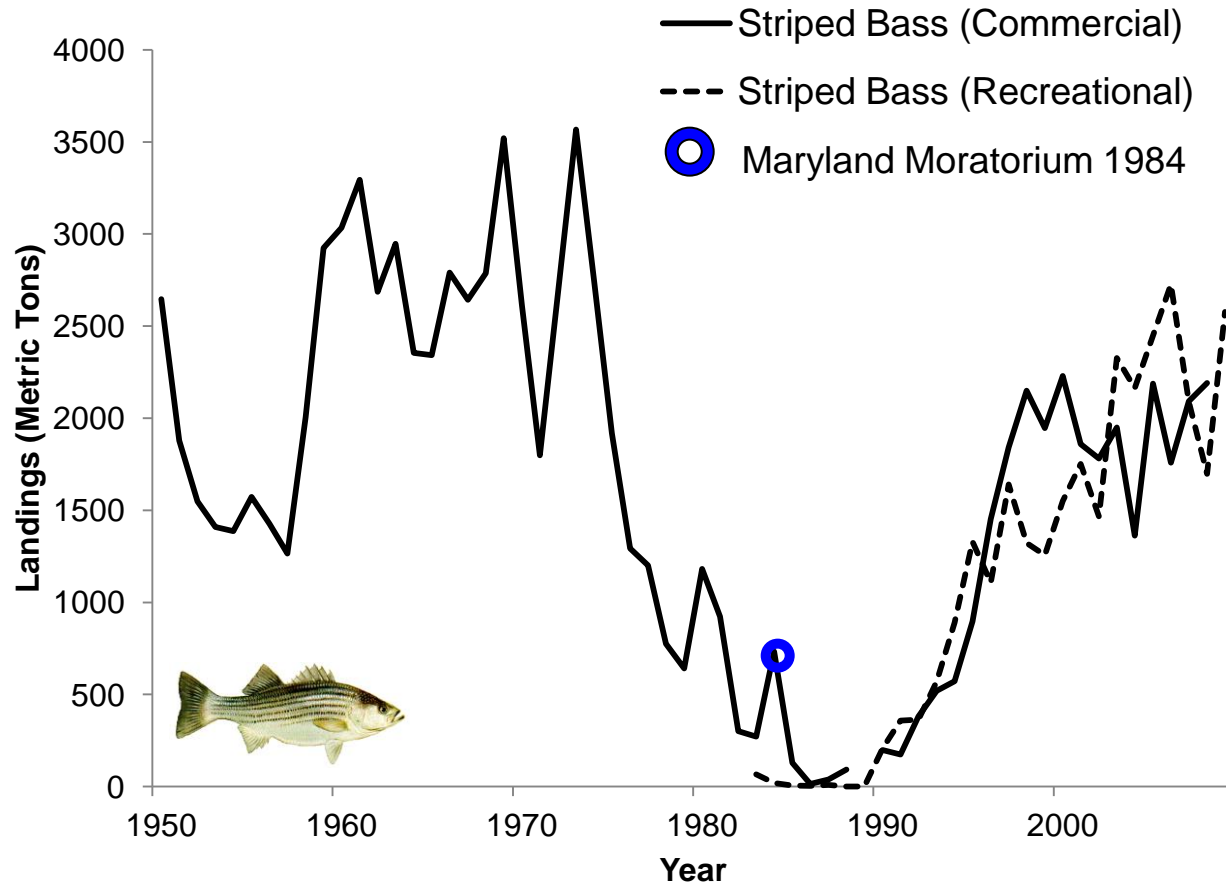 Striped Bass (Commercial)
Striped Bass (Recreational)
Maryland Moratorium 1984
Landings (Metric Tons)
4000
3500
3000
2500
2000
1500
1000
500
0
1950 1960 1970 1980 1990 2000
Year